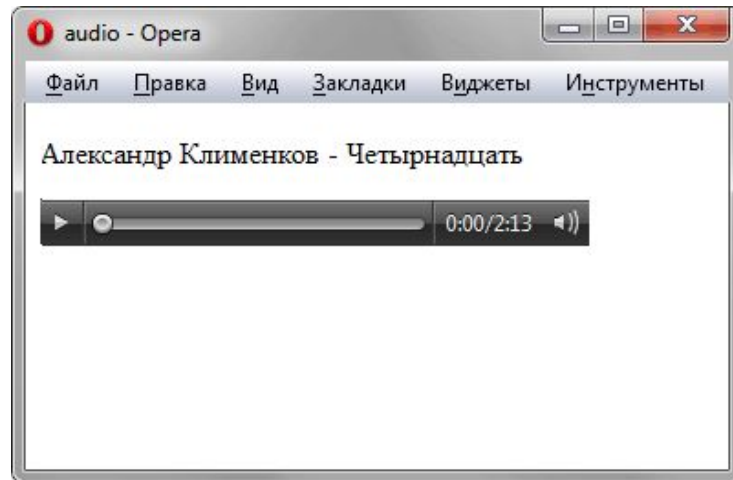 audio - Opera
Файл Правка Вид Закладки Виджеты Инструменты
Александр Клименков - Четырнадцать
0:00/2:13